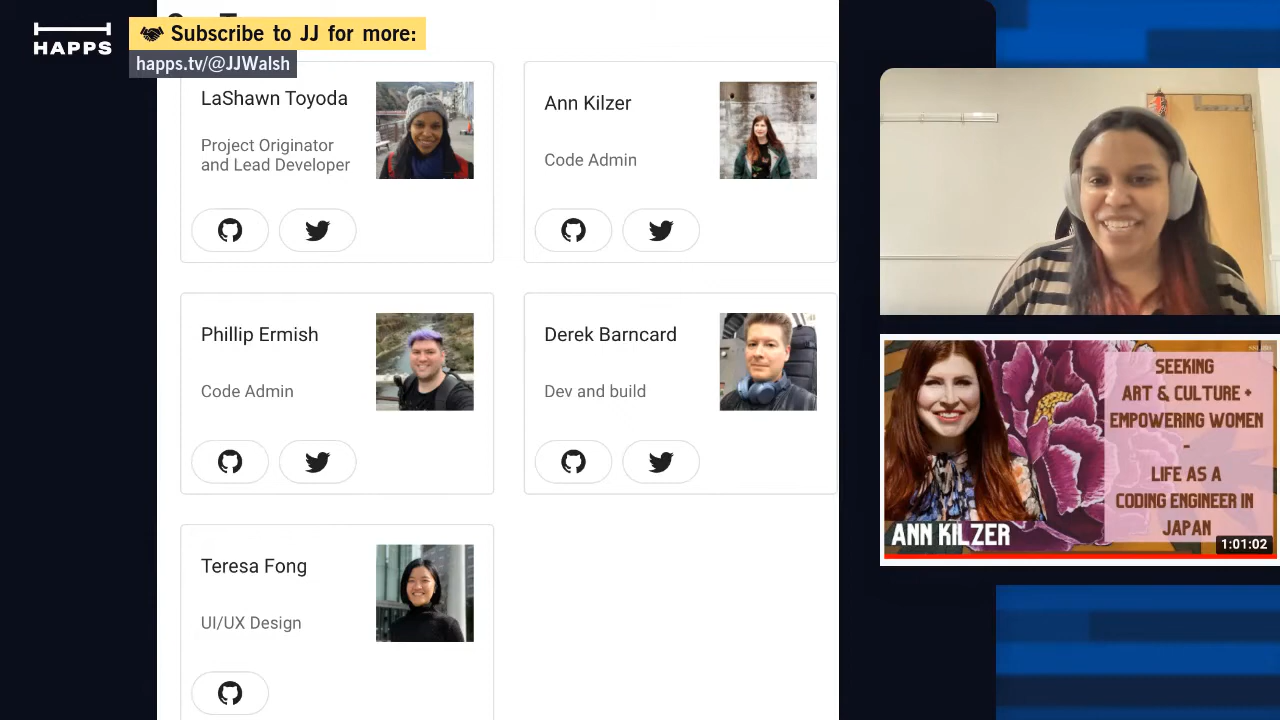 HAPPS
Subscribe to JJ for more:
happs.tv/@JJWalsh
LaShawn Toyoda
Project Originator
and Lead Developer
Ann Kilzer
Code Admin
Phillip Ermish
Code Admin
Derek Barncard
Dev and build
Teresa Fong
UI/UX Design
SEEKING
ART & CULTURE +
EMPOWERING WOMEN
-
LIFE AS A
CODING ENGINEER IN
JAPAN
ANN KILZER
1:01:02